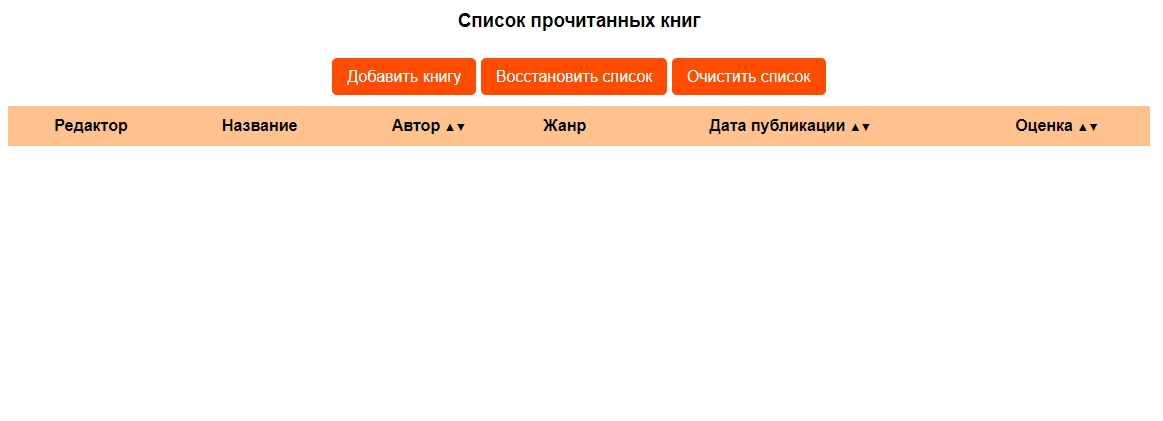 Список прочитанных книг
Добавить книгу Восстановить список Очистить список
Редактор Название Автор ▲▼ Жанр Дата публикации ▲▼ Оценка ▲▼